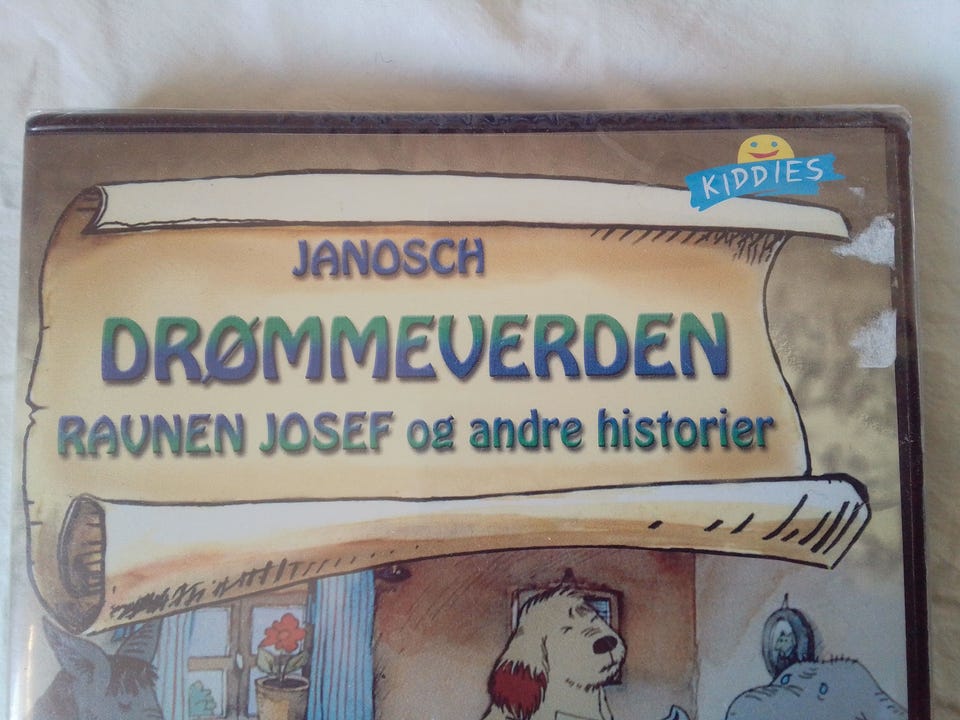 KIDDIES
JANOSCH
DRØMMEVERDEN
RAVNEN JOSEF og andre historier